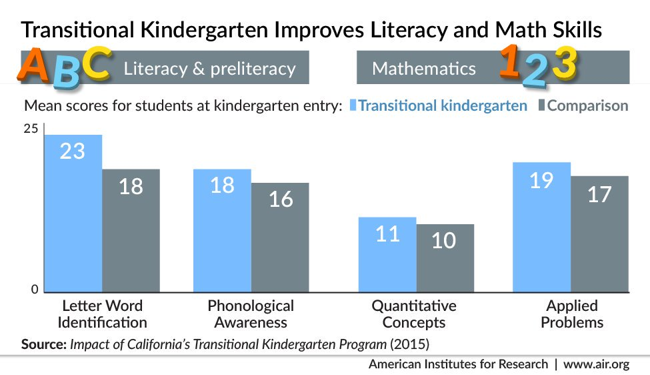 Transitional Kindergarten Improves Literacy and Math Skills
ABC Literacy & preliteracy
Mathematics 123
Mean scores for students at kindergarten entry: Transitional kindergarten Comparison
25
23
18
18
16
11
10
19
17
0
Letter Word
Identification
Phonological
Awareness
Quantitative
Concepts
Applied
Problems
Source: Impact of California's Transitional Kindergarten Program (2015)
American Institutes for Research | www.air.org